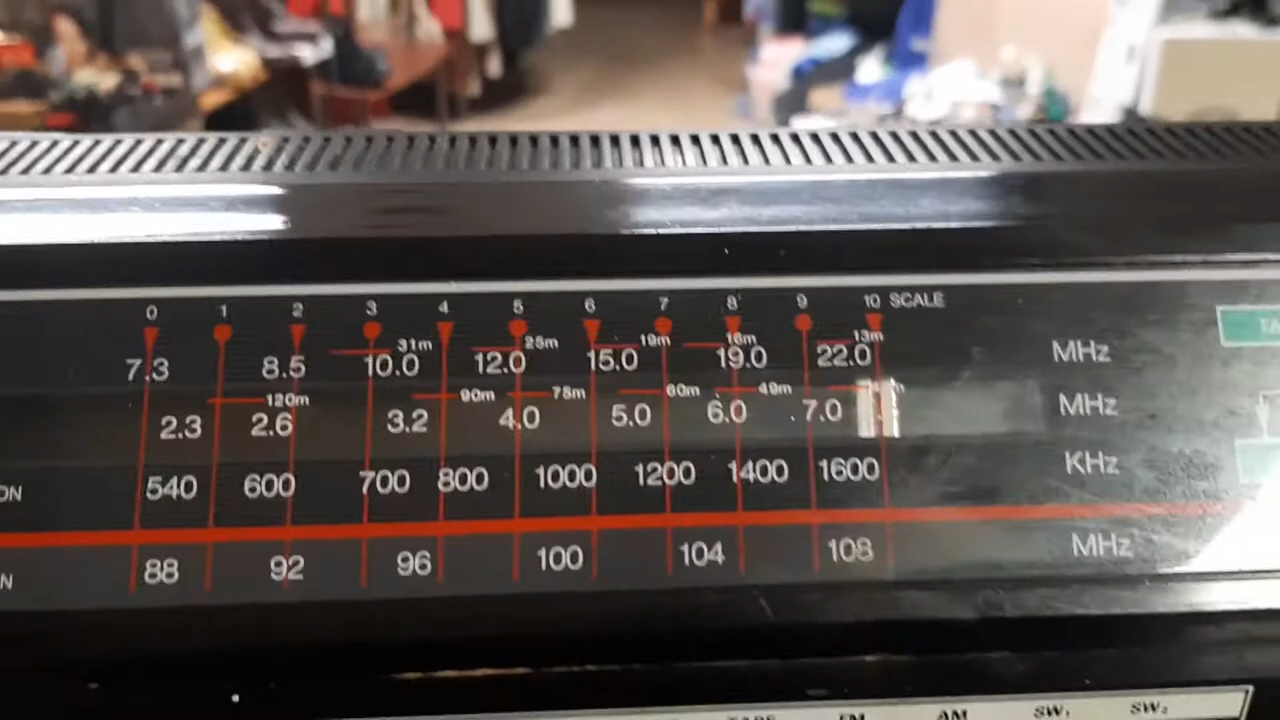 0 1 2 3 4 5 6 7 8 9 10 SCALE
31m 25m 19m 16m 13m
7.3 8.5 10.0 12.0 15.0 19.0 22.0 MHz
120m 90m 75m 60m 49m
2.3 2.6 3.2 4.0 5.0 6.0 7.0 MHz
ON 540 600 700 800 1000 1200 1400 1600 KHz
N 88 92 96 100 104 108 MHz
TAPE FM AM SW₁ SW₂